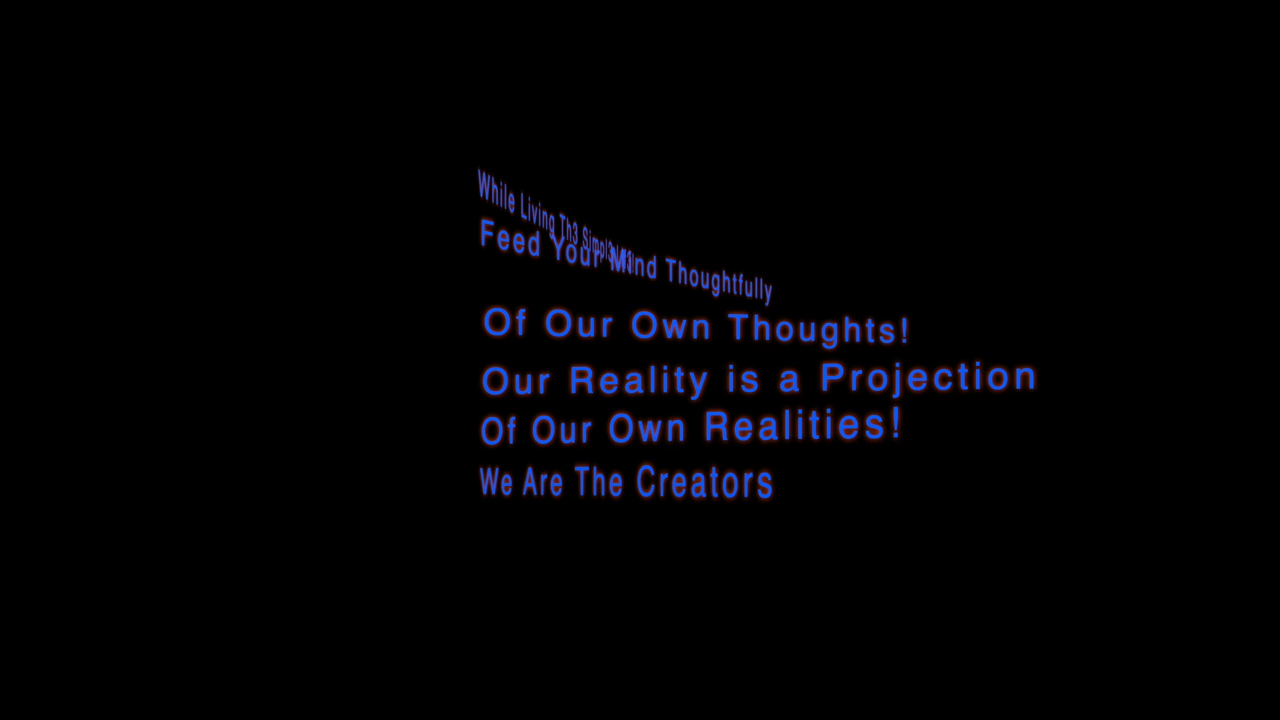 While Living Th3 Simpl3
Feed Your Mind Thoughtfully
Of Our Own Thoughts!
Our Reality is a Projection
Of Our Own Realities!
We Are The Creators